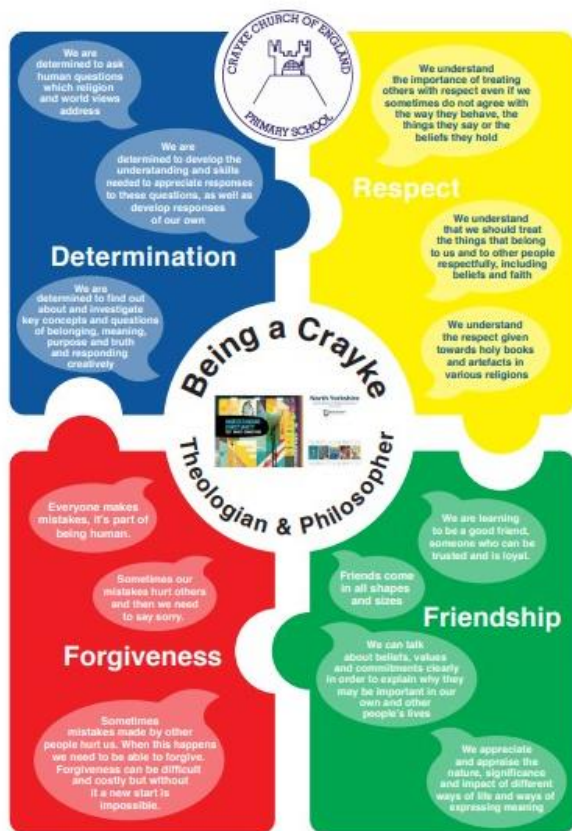 CRAYKE CHURCH OF ENGLAND
PRIMARY SCHOOL
We are
determined to ask
human questions
which religion
and world views
address
We are
determined to develop the
understanding and skills
needed to appreciate responses
to these questions, as well as
develop responses
of our own
Determination
We are
determined to find out
about and investigate
key concepts and questions
of belonging, meaning,
purpose and truth
and responding
creatively
We understand
the importance of treating
others with respect even if we
sometimes do not agree with
the way they behave, the
things they say or the
beliefs they hold
Respect
We understand
that we should treat
the things that belong
to us and to other people
respectfully, including
beliefs and faith
We understand
the respect given
towards holy books
and artefacts in
various religions
Being a Crayke
North Yorkshire
Theologian & Philosopher
Everyone makes
mistakes, it's part of
being human.
Sometimes our
mistakes hurt others
and then we need
to say sorry.
Forgiveness
Sometimes
mistakes made by other
people hurt us. When this happens
we need to be able to forgive.
Forgiveness can be difficult
and costly but without
it a new start is
impossible.
We are learning
to be a good friend,
someone who can be
trusted and is loyal.
Friends come
in all shapes
and sizes
Friendship
We can talk
about beliefs, values
and commitments clearly
in order to explain why they
may be important in our
own and other
people's lives
We appreciate
and appraise the
nature, significance
and impact of different
ways of life and ways of
expressing meaning